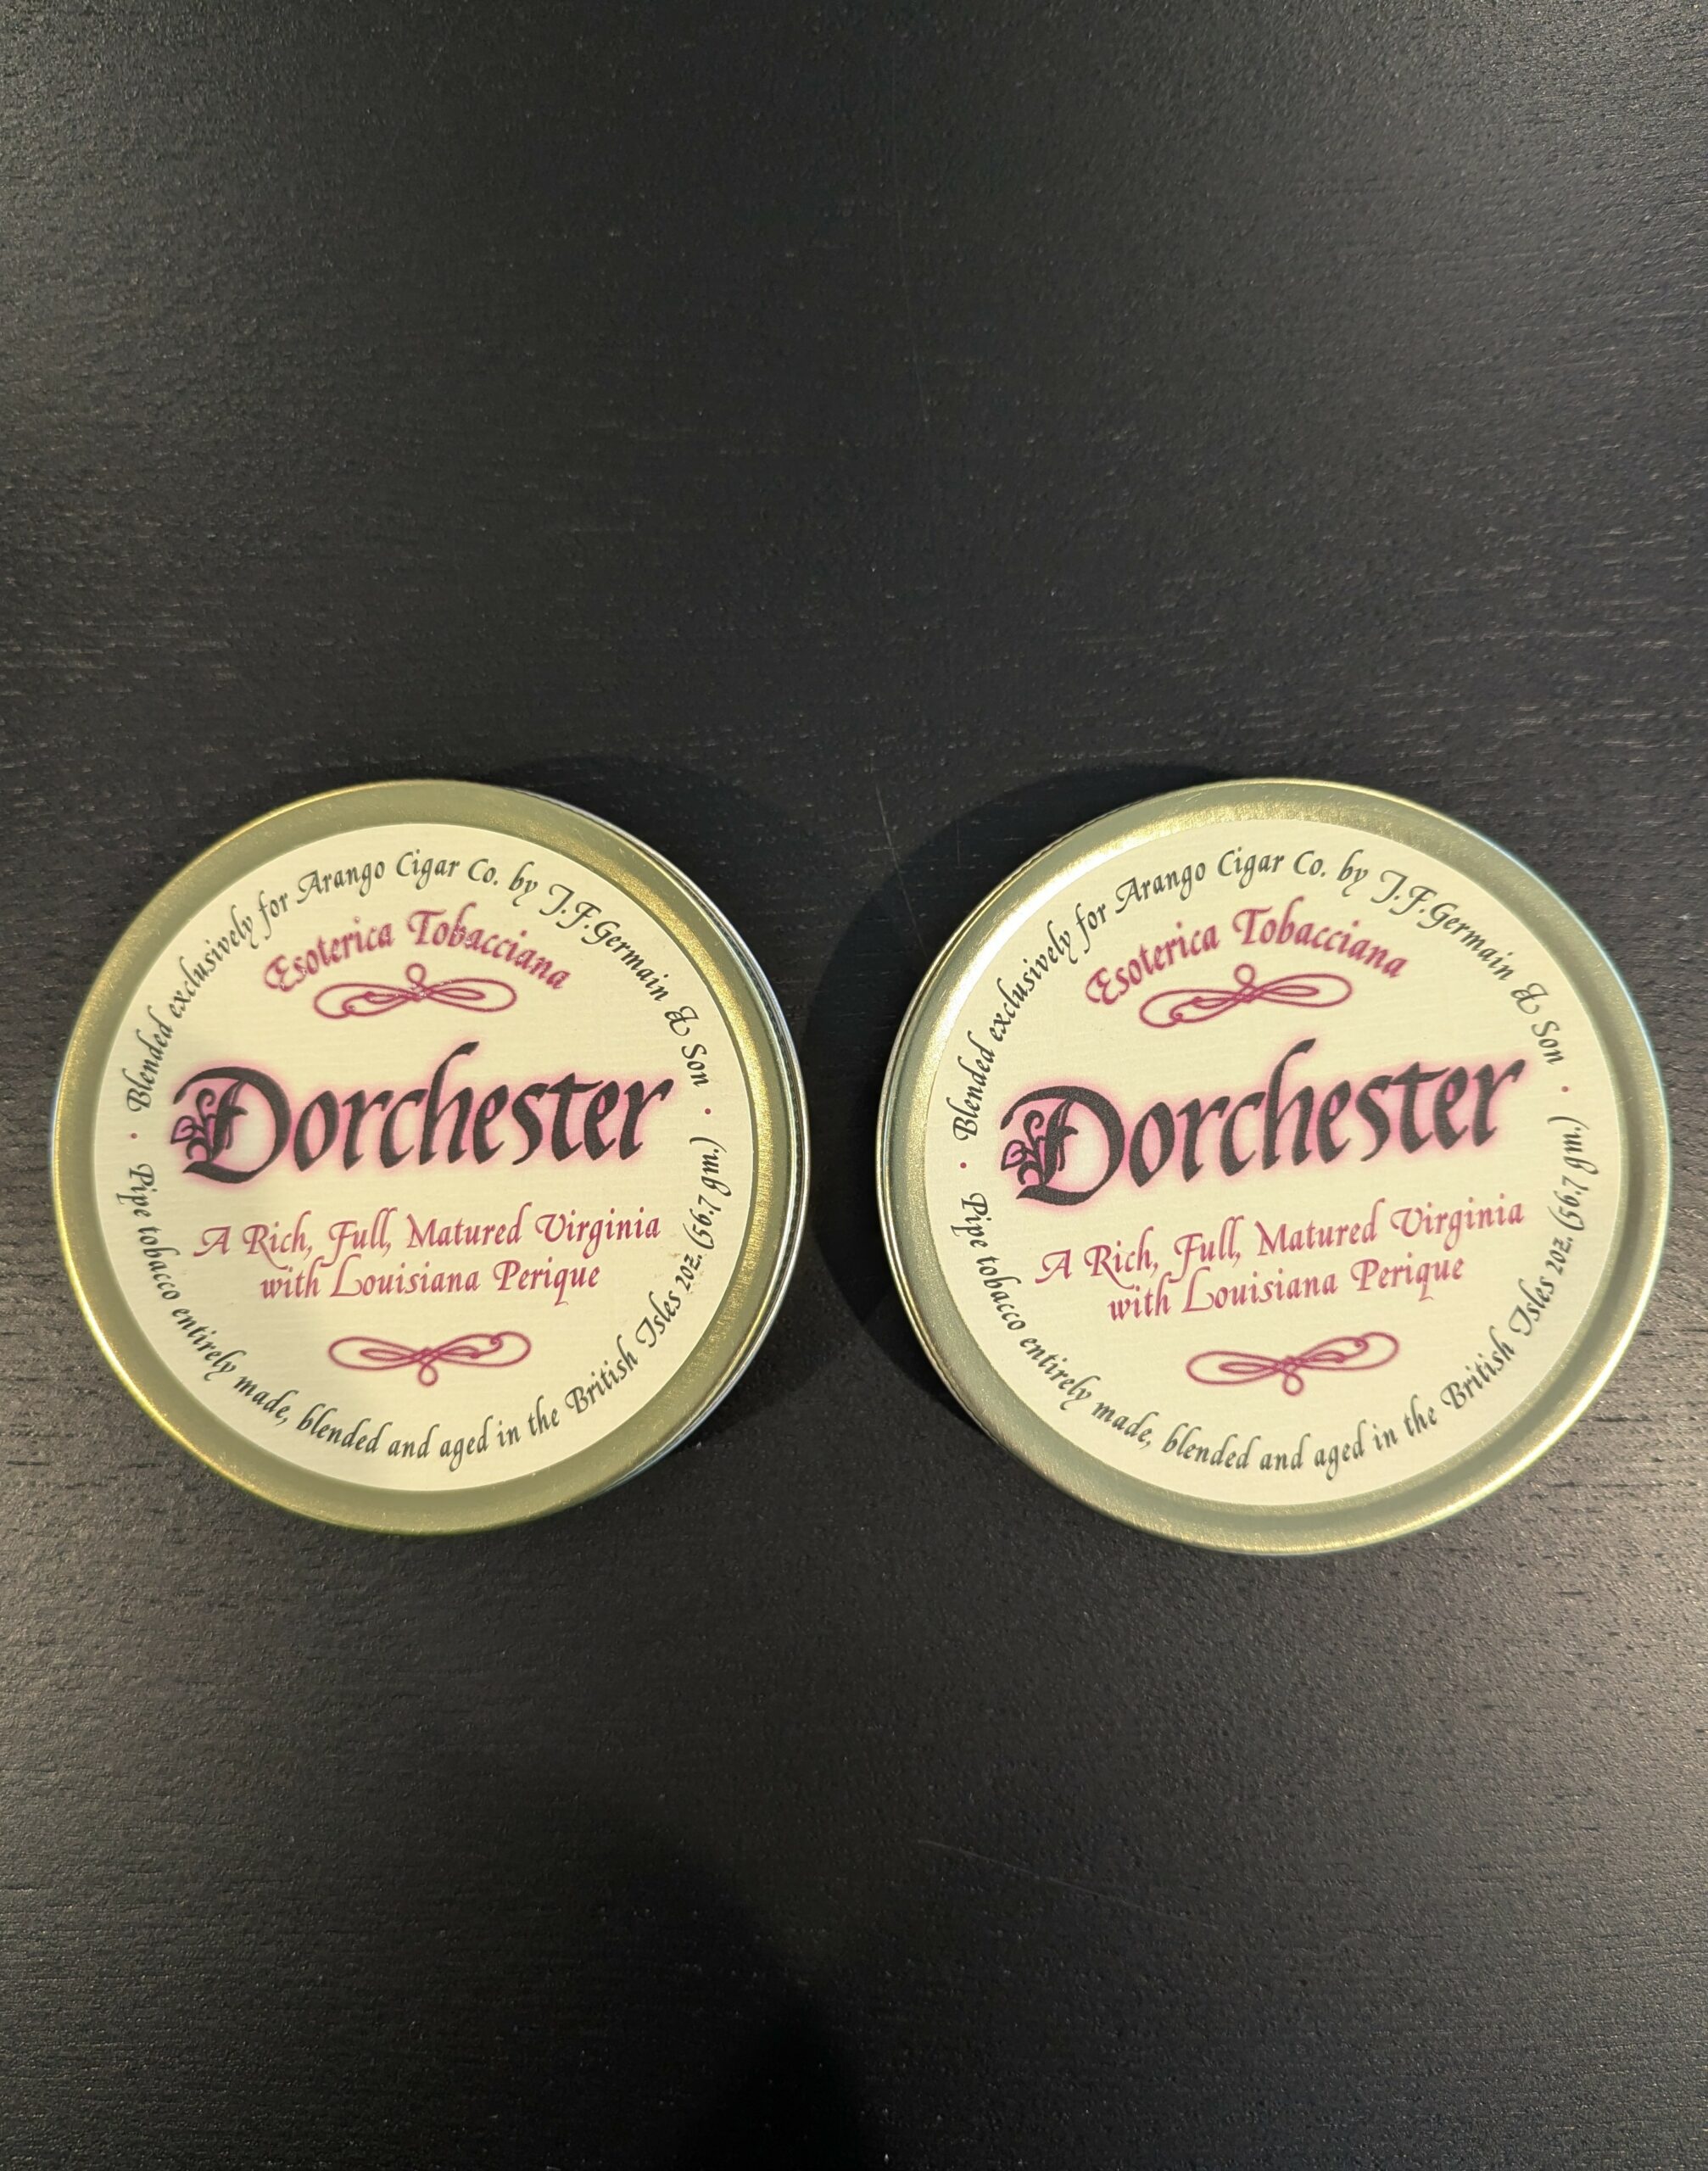 Blended exclusively for Arango Cigar Co. by J.F. Germain & Son
Esoterica Tobacciana
Dorchester
A Rich, Full, Matured Virginia
with Louisiana Perique
Pipe tobacco entirely made, blended and aged in the British Isles 2oz. (56.7 gm.)
Blended exclusively for Arango Cigar Co. by J.F. Germain & Son
Esoterica Tobacciana
Dorchester
A Rich, Full, Matured Virginia
with Louisiana Perique
Pipe tobacco entirely made, blended and aged in the British Isles 2oz. (56.7 gm.)